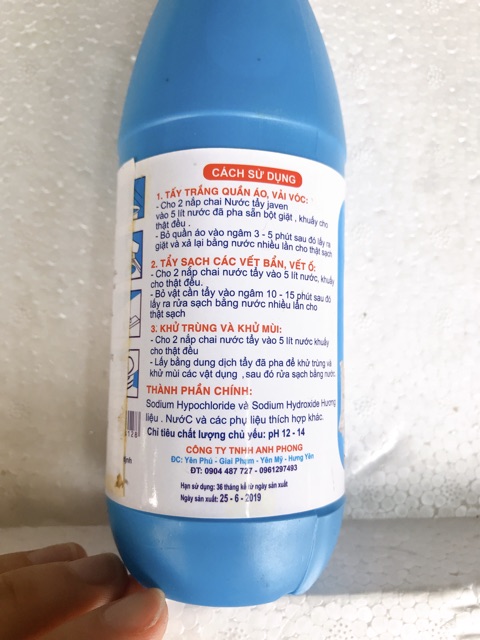 CÁCH SỬ DỤNG
1. TẨY TRẮNG QUẦN ÁO, VẢI VÓC:
- Cho 2 nắp chai Nước tẩy javen
vào 5 lít nước đã pha sẵn bột giặt , khuấy cho
thật đều .
- Bỏ quần áo vào ngâm 3 - 5 phút sau đó lấy ra
giặt và xả lại bằng nước nhiều lần cho thật sạch
2. TẨY SẠCH CÁC VẾT BẨN, VẾT Ố:
- Cho 2 nắp chai nước tẩy vào 5 lít nước, khuấy
cho thật đều.
- Bỏ vật cần tẩy vào ngâm 10 - 15 phút sau đó
lấy ra rửa sạch bằng nước nhiều lần cho
thật sạch
3. KHỬ TRÙNG VÀ KHỬ MÙI:
- Cho 2 nắp chai nước tẩy vào 5 lít nước khuấy
cho thật đều
- Lấy bằng dung dịch tẩy đã pha để khử trùng và
khử mùi các vật dụng , sau đó rửa sạch bằng nước
THÀNH PHẦN CHÍNH:
Sodium Hypochloride và Sodium Hydroxide Hương
liệu . NướC và các phụ liệu thích hợp khác.
Chỉ tiêu chất lượng chủ yếu: pH 12 - 14
CÔNG TY TNHH ANH PHONG
ĐC: Yên Phú - Giai Phạm - Yên Mỹ - Hưng Yên
ĐT: 0904 487 727 - 0961297493
Hạn sử dụng: 36 tháng kể từ ngày sản xuất
Ngày sản xuất: 25 - 6 - 2019